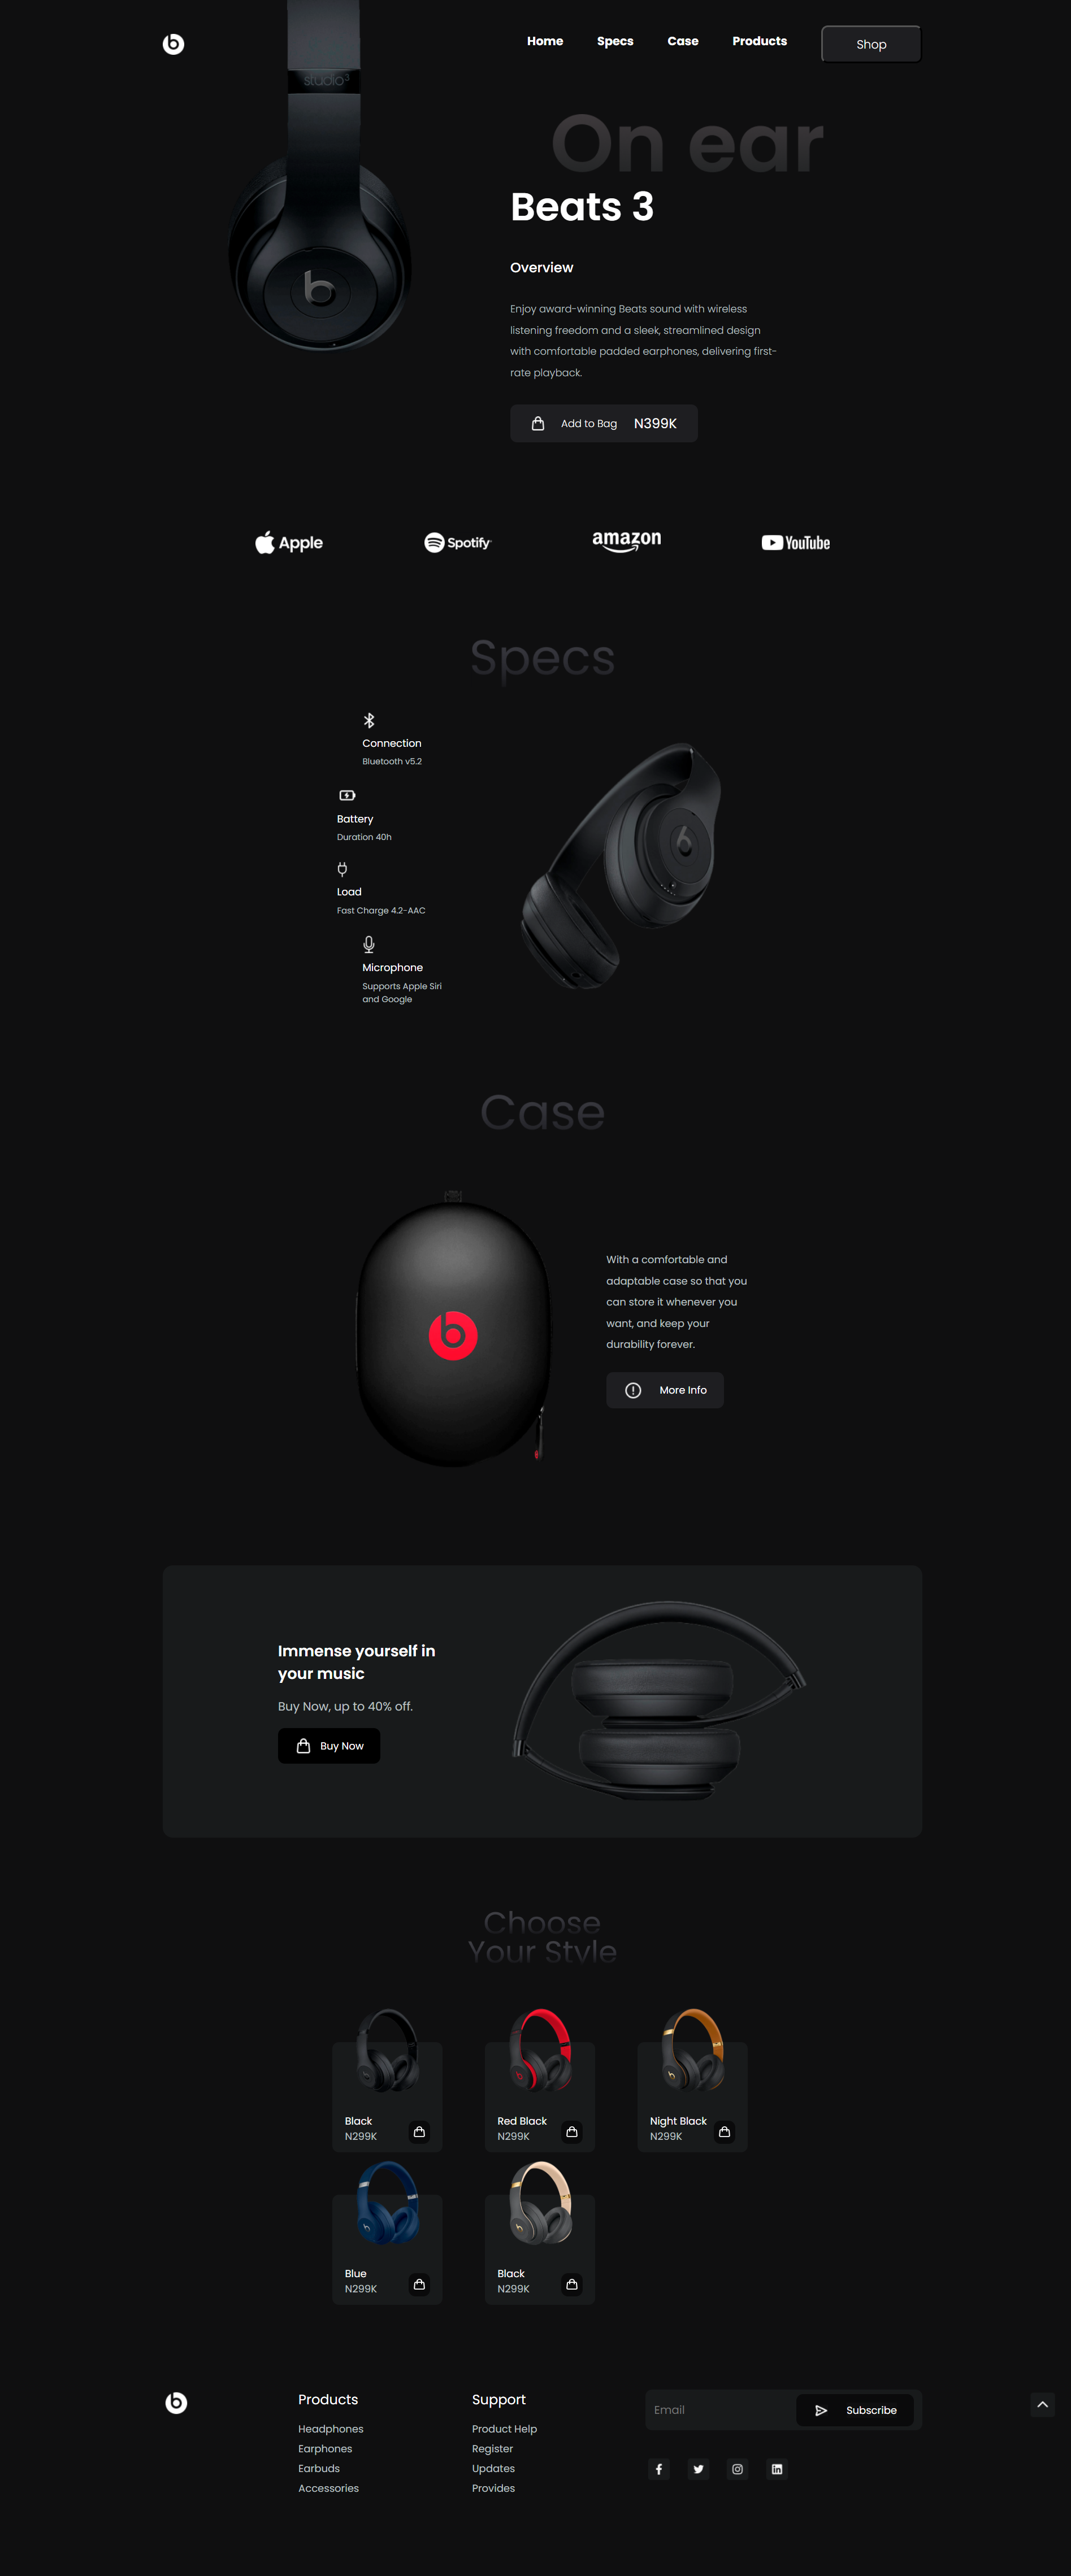 Home Specs Case Products Shop
studio3
On ear
Beats 3
Overview
Enjoy award-winning Beats sound with wireless
listening freedom and a sleek, streamlined design
with comfortable padded earphones, delivering first-
rate playback.
Add to Bag N399K
Apple Spotify amazon YouTube
Specs
Connection
Bluetooth v5.2
Battery
Duration 40h
Load
Fast Charge 4.2-AAC
Microphone
Supports Apple Siri
and Google
Case
With a comfortable and
adaptable case so that you
can store it whenever you
want, and keep your
durability forever.
More Info
Immense yourself in
your music
Buy Now, up to 40% off.
Buy Now
Choose
Your Style
Black
N299K
Red Black
N299K
Night Black
N299K
Blue
N299K
Black
N299K
Products
Headphones
Earphones
Earbuds
Accessories
Support
Product Help
Register
Updates
Provides
Email Subscribe